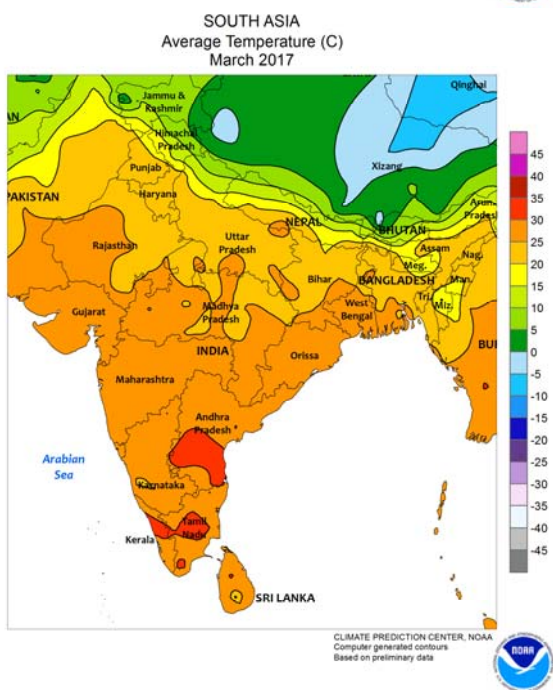 SOUTH ASIA
Average Temperature (C)
March 2017
Qinghai
Jammu &
Kashmir
AN
Himachal
Pradesh
Xizang
Punjab
PAKISTAN
Haryana
Arun
Pradesh
NEPAL
BHUTAN
Uttar
Pradesh
Assam
Rajasthan
Nag.
Meg.
Bihar
BANGLADESH
Man.
Tri.
Miz.
Gujarat
Madhya
Pradesh
West
Bengal
BU
INDIA
Orissa
Maharashtra
Andhra
Pradesh
Arabian
Sea
Karnataka
Tamil
Nadu
Kerala
SRI LANKA
45
40
35
30
25
20
15
10
5
0
-5
-10
-15
-20
-25
-30
-35
-40
-45
CLIMATE PREDICTION CENTER, NOAA
Computer generated contours
Based on preliminary data
NOAA